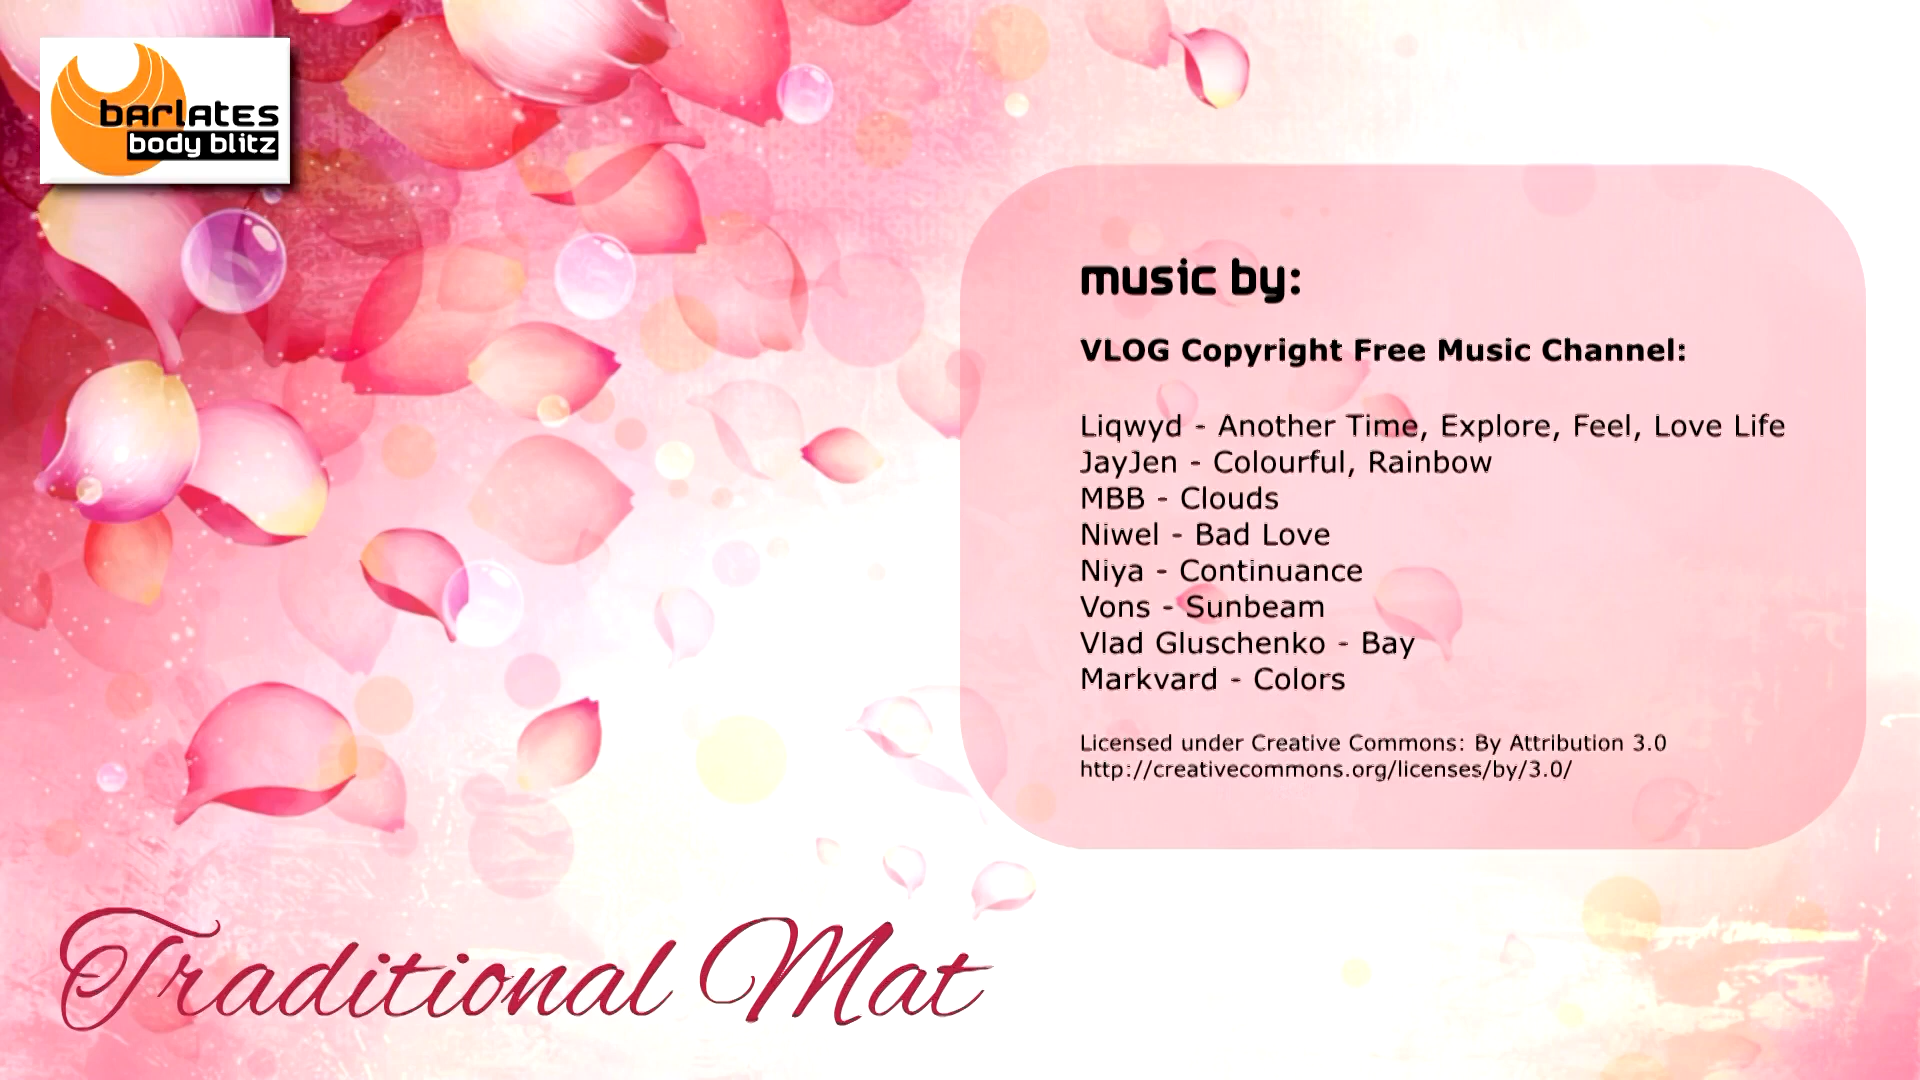 barlates
body blitz
music by:
VLOG Copyright Free Music Channel:
Liqwyd - Another Time, Explore, Feel, Love Life
JayJen - Colourful, Rainbow
MBB - Clouds
Niwel - Bad Love
Niya - Continuance
Vons - Sunbeam
Vlad Gluschenko - Bay
Markvard - Colors
Licensed under Creative Commons: By Attribution 3.0
http://creativecommons.org/licenses/by/3.0/
Traditional Mat